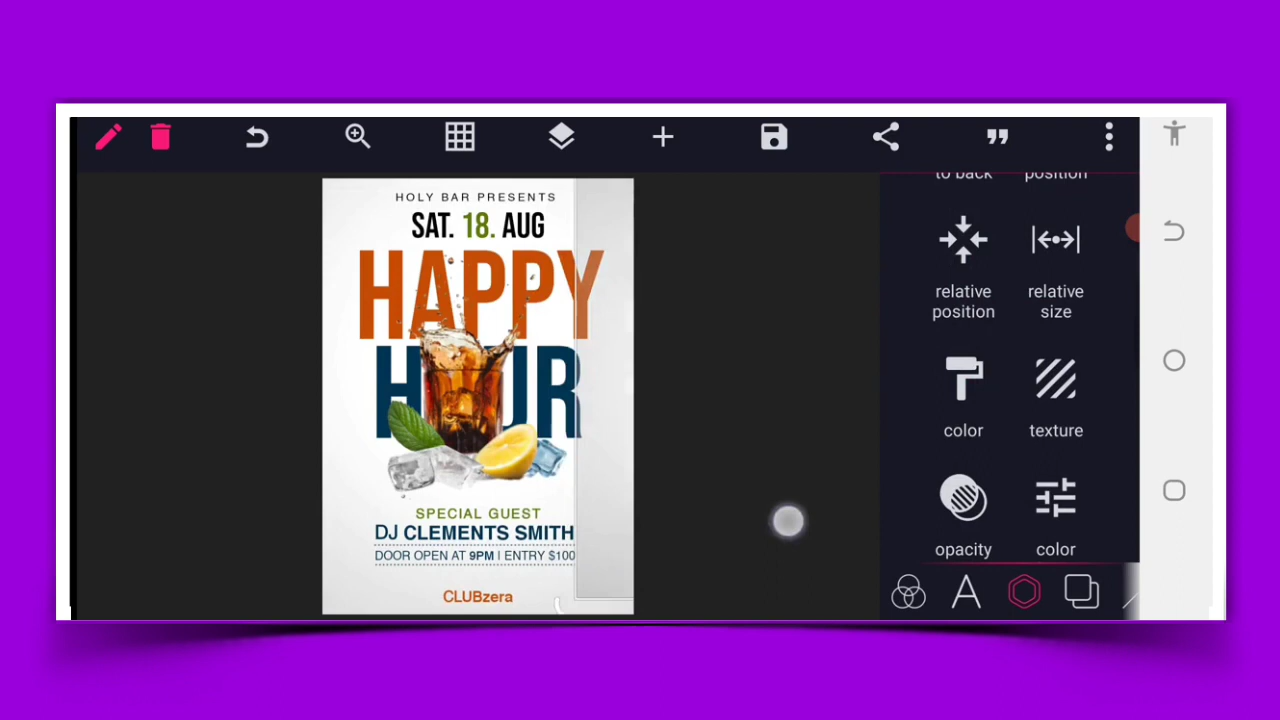 HOLY BAR PRESENTS
SAT. 18. AUG
HAPPY
HOUR
SPECIAL GUEST
DJ CLEMENTS SMITH
DOOR OPEN AT 9PM | ENTRY $100
CLUBzera
to back
position
relative position
relative size
color
texture
opacity
color